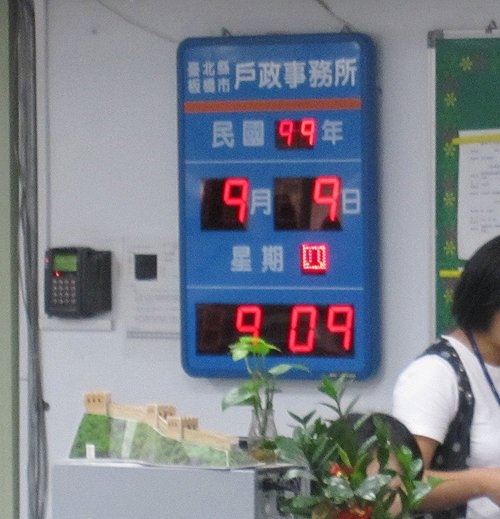 臺北縣
板橋市
戶政事務所
民國 99 年
9 月 9 日
星期 四
9 09